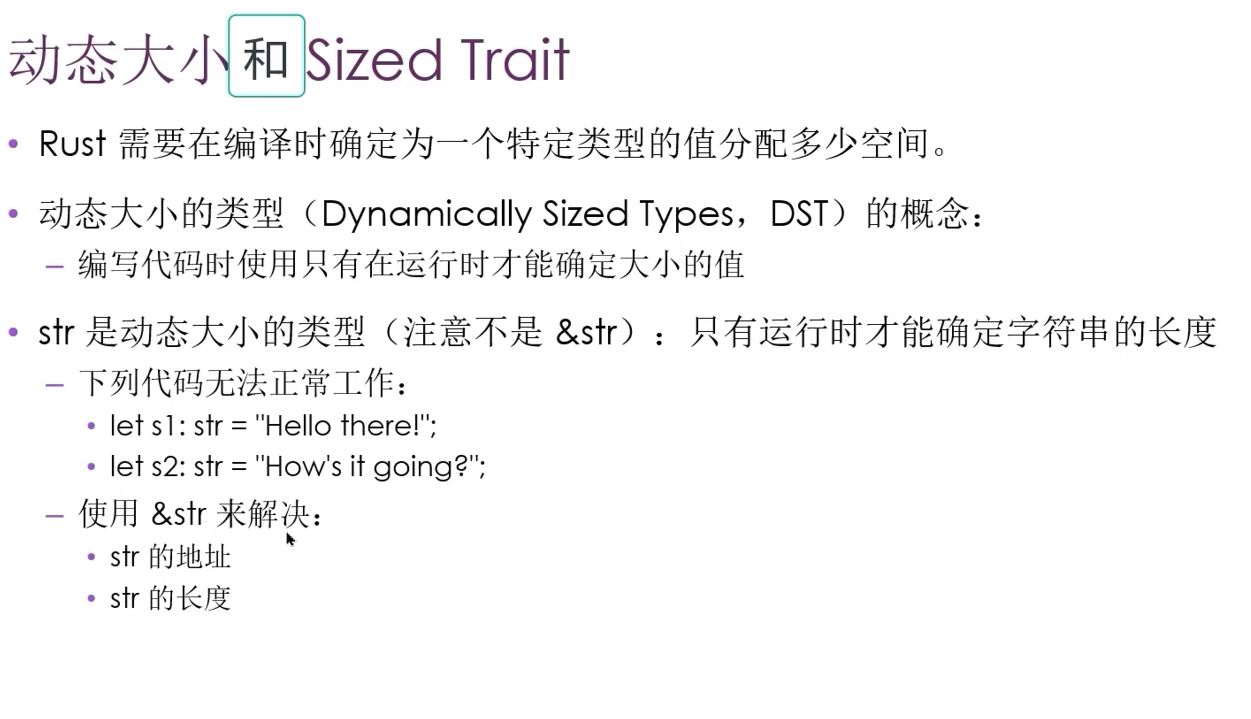 动态大小和 Sized Trait
• Rust 需要在编译时确定为一个特定类型的值分配多少空间。
• 动态大小的类型（Dynamically Sized Types，DST）的概念：
– 编写代码时使用只有在运行时才能确定大小的值
• str 是动态大小的类型（注意不是 &str）：只有运行时才能确定字符串的长度
– 下列代码无法正常工作：
• let s1: str = "Hello there!";
• let s2: str = "How's it going?";
– 使用 &str 来解决：
• str 的地址
• str 的长度